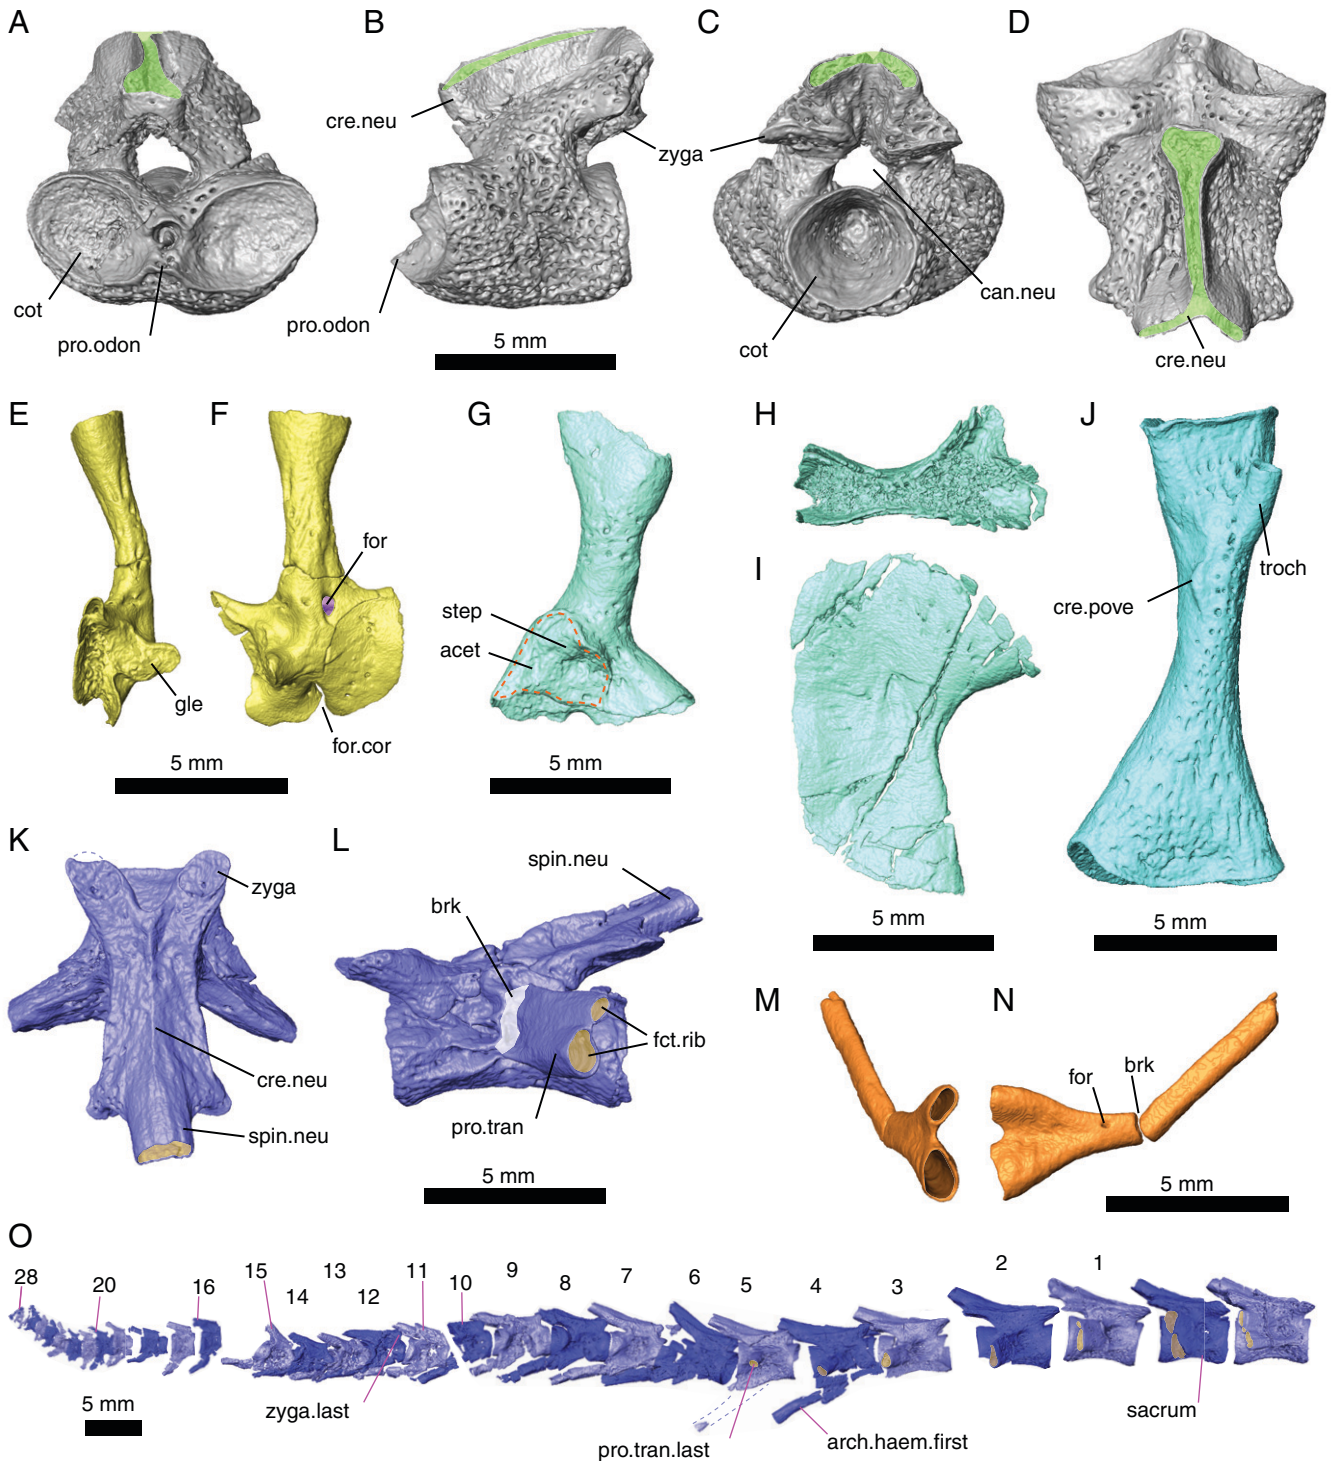 A B C D
cre.neu
zyga
can.neu
cot
pro.odon
pro.odon
5 mm
cot
cre.neu
E F G H J
for
step
acet
gle
for.cor
I
troch
cre.pove
5 mm
5 mm
5 mm
5 mm
K L
zyga
spin.neu
brk
cre.neu
fct.rib
spin.neu
pro.tran
5 mm
M N
for
brk
5 mm
O
28 20 16 15 14 13 12 11 10 9 8 7 6 5 4 3 2 1
5 mm
zyga.last
pro.tran.last
arch.haem.first
sacrum